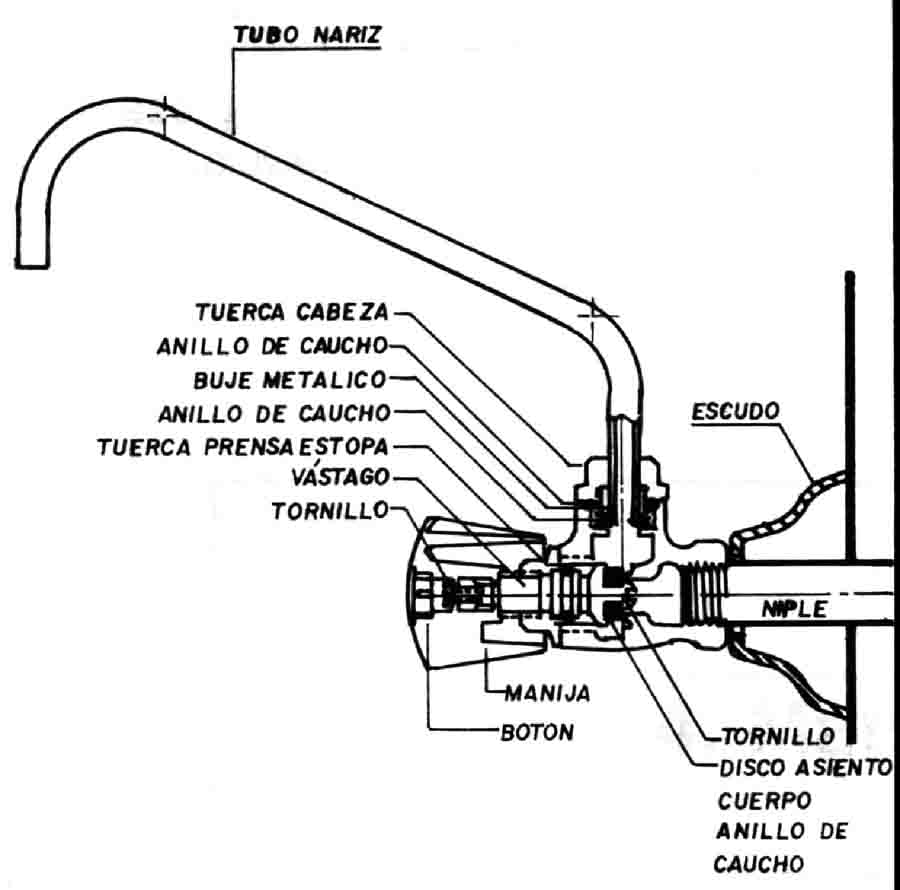 TUBO NARIZ
TUERCA CABEZA
ANILLO DE CAUCHO
BUJE METALICO
ANILLO DE CAUCHO
TUERCA PRENSA ESTOPA
VÁSTAGO
TORNILLO
ESCUDO
NIPLE
MANIJA
BOTON
TORNILLO
DISCO ASIENTO
CUERPO
ANILLO DE
CAUCHO